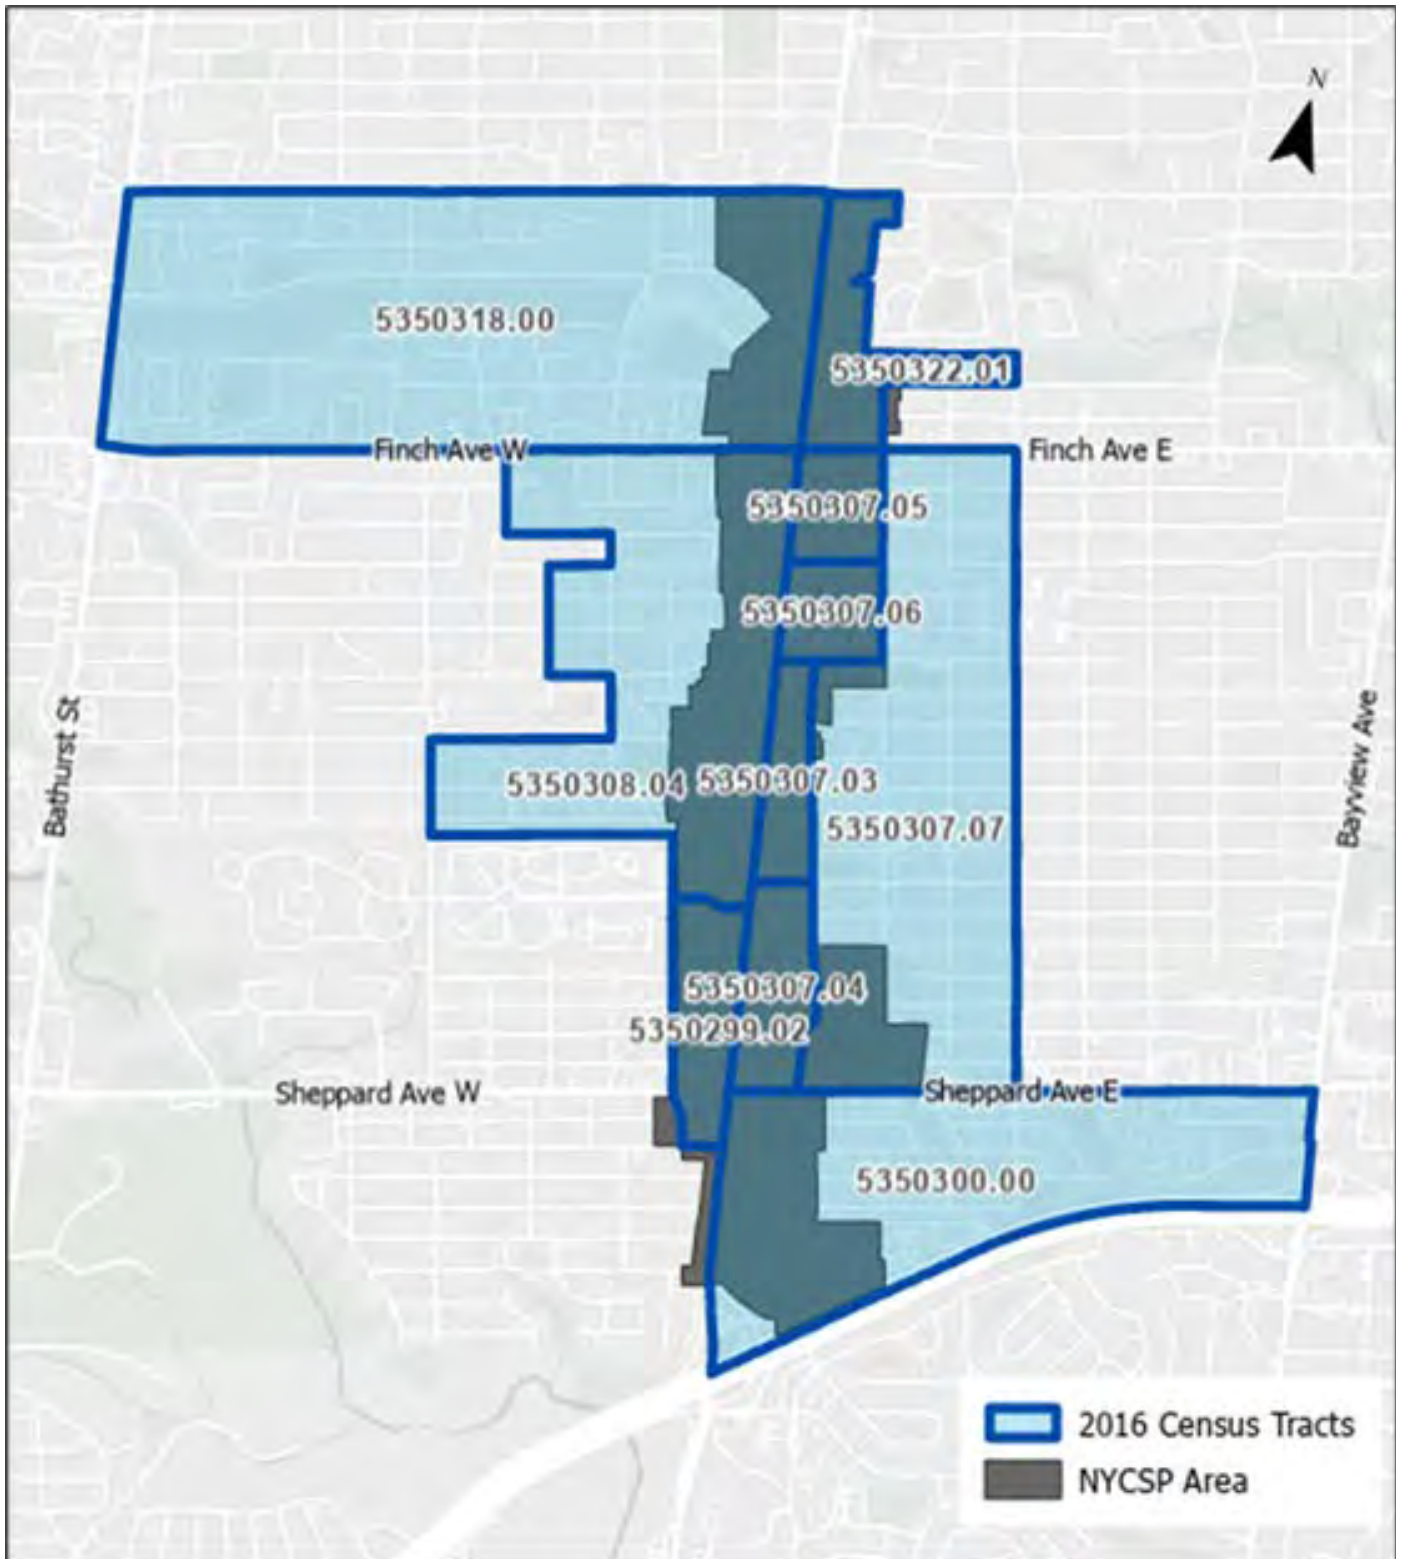 N
5350318.00
5350322.01
Finch Ave W
Finch Ave E
5350307.05
5350307.06
Bathurst St
Bayview Ave
5350308.04
5350307.03
5350307.07
5350307.04
5350299.02
Sheppard Ave W
Sheppard Ave E
5350300.00
2016 Census Tracts
NYCSP Area